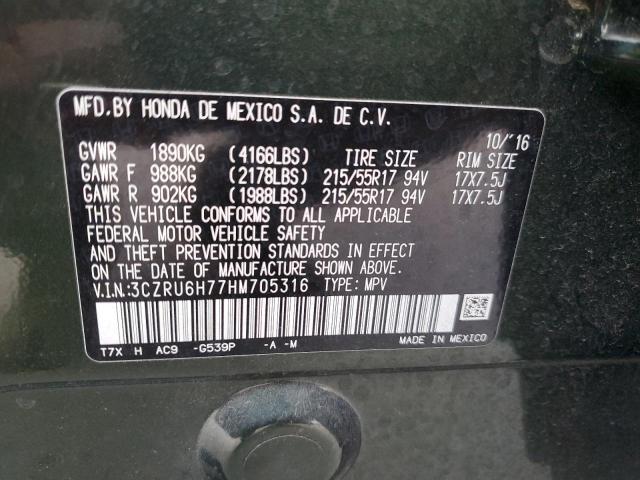 MFD. BY HONDA DE MEXICO S.A. DE C.V.
10/'16
GVWR 1890KG (4166LBS) TIRE SIZE RIM SIZE
GAWR F 988KG (2178LBS) 215/55R17 94V 17X7.5J
GAWR R 902KG (1988LBS) 215/55R17 94V 17X7.5J
THIS VEHICLE CONFORMS TO ALL APPLICABLE
FEDERAL MOTOR VEHICLE SAFETY
AND THEFT PREVENTION STANDARDS IN EFFECT
ON THE DATE OF MANUFACTURE SHOWN ABOVE.
V.I.N:3CZRU6H77HM705316 TYPE: MPV
T7X H AC9 -G539P -A -M MADE IN MEXICO